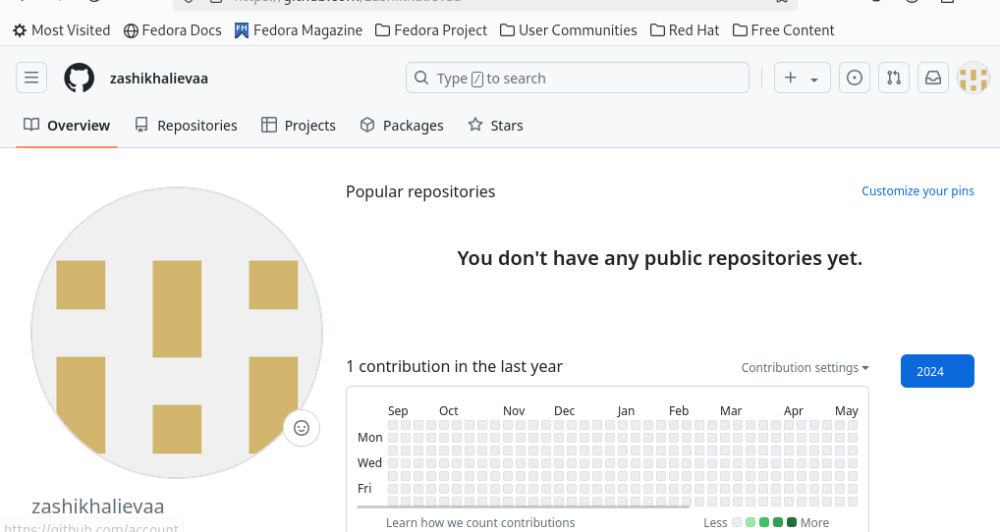 Most Visited Fedora Docs Fedora Magazine Fedora Project User Communities Red Hat Free Content
zashikhalievaa Type / to search
Overview Repositories Projects Packages Stars
Popular repositories Customize your pins
You don't have any public repositories yet.
1 contribution in the last year Contribution settings 2024
Sep Oct Nov Dec Jan Feb Mar Apr May
Mon
Wed
Fri
Learn how we count contributions Less More
zashikhalievaa
https://github.com/account